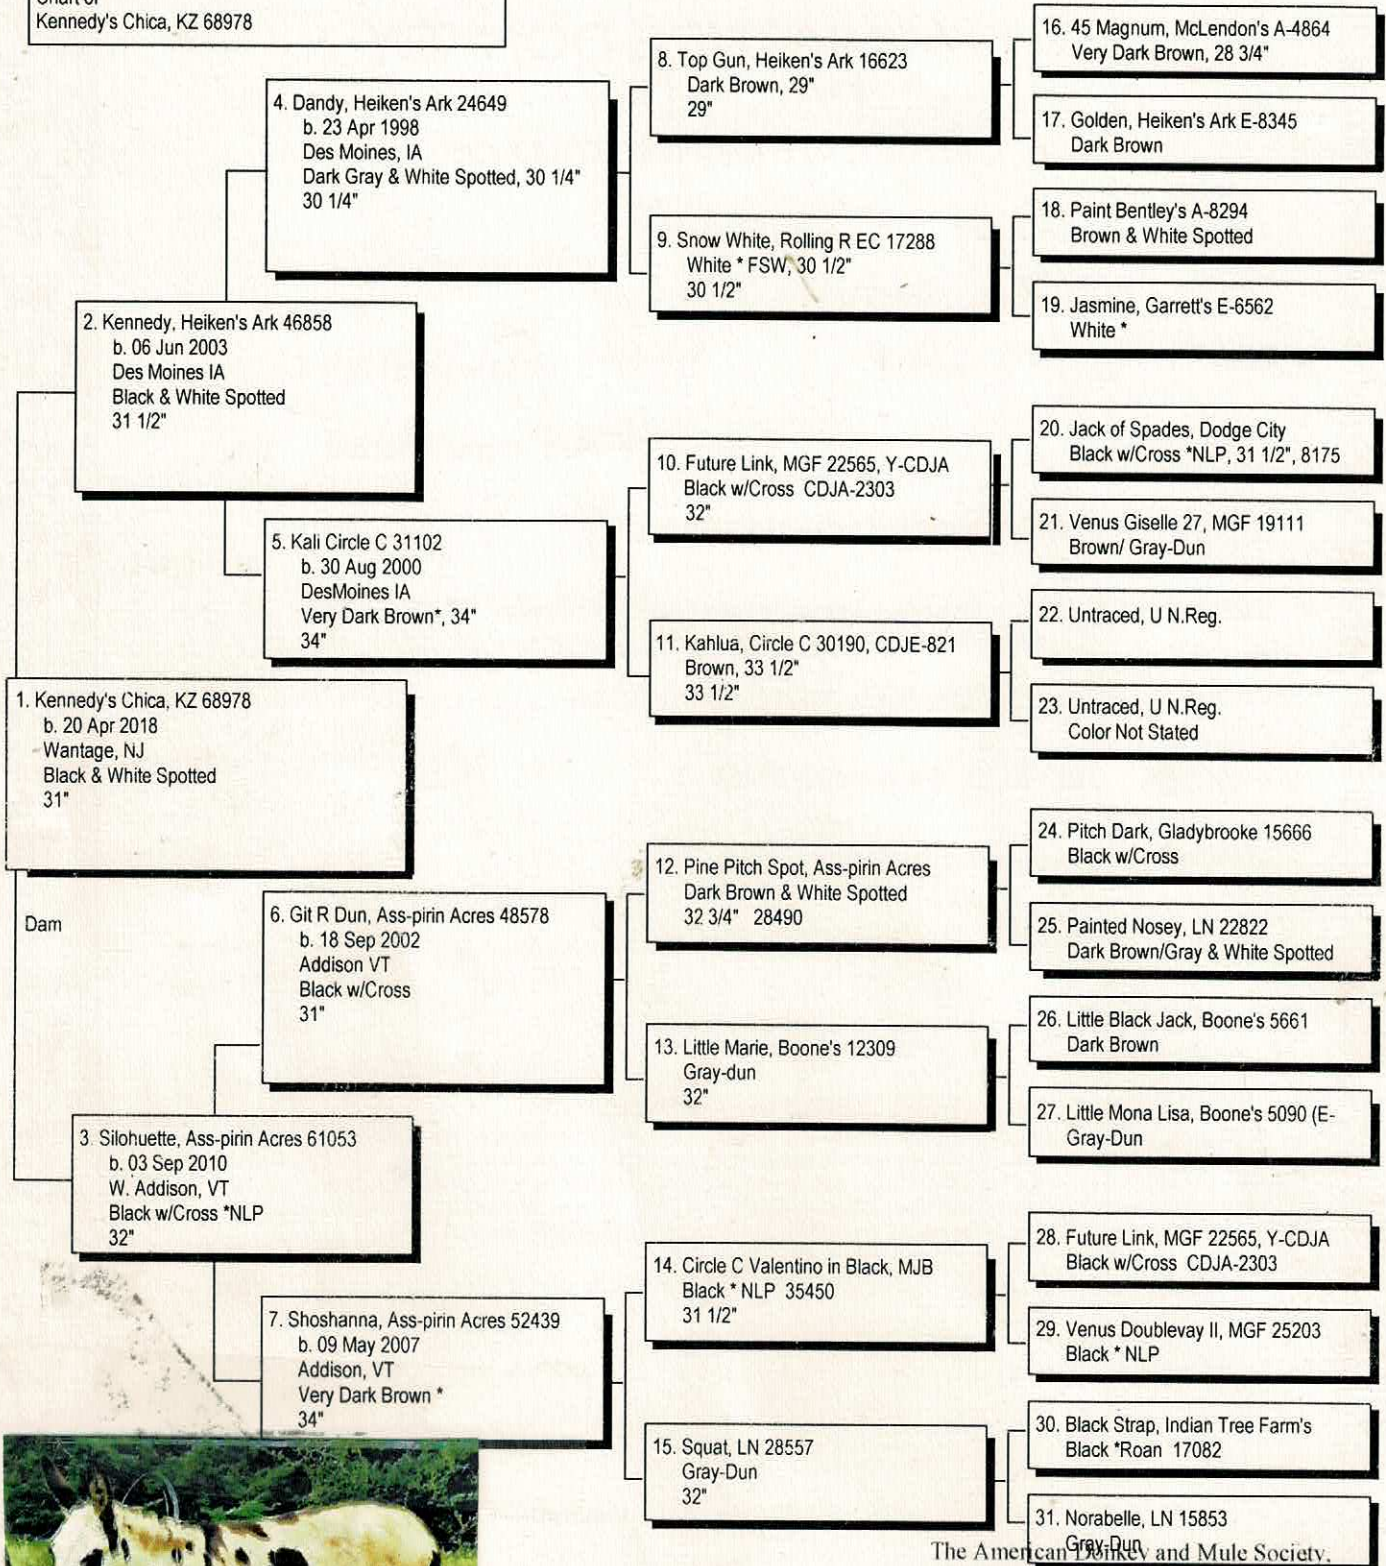 Kennedy's Chica, KZ 68978
1. Kennedy's Chica, KZ 68978
b. 20 Apr 2018
Wantage, NJ
Black & White Spotted
31"
Dam
2. Kennedy, Heiken's Ark 46858
b. 06 Jun 2003
Des Moines IA
Black & White Spotted
31 1/2"
3. Silohuette, Ass-pirin Acres 61053
b. 03 Sep 2010
W. Addison, VT
Black w/Cross *NLP
32"
4. Dandy, Heiken's Ark 24649
b. 23 Apr 1998
Des Moines, IA
Dark Gray & White Spotted, 30 1/4"
30 1/4"
5. Kali Circle C 31102
b. 30 Aug 2000
DesMoines IA
Very Dark Brown*, 34"
34"
6. Git R Dun, Ass-pirin Acres 48578
b. 18 Sep 2002
Addison VT
Black w/Cross
31"
7. Shoshanna, Ass-pirin Acres 52439
b. 09 May 2007
Addison, VT
Very Dark Brown *
34"
8. Top Gun, Heiken's Ark 16623
Dark Brown, 29"
29"
9. Snow White, Rolling R EC 17288
White * FSW, 30 1/2"
30 1/2"
10. Future Link, MGF 22565, Y-CDJA
Black w/Cross CDJA-2303
32"
11. Kahlua, Circle C 30190, CDJE-821
Brown, 33 1/2"
33 1/2"
12. Pine Pitch Spot, Ass-pirin Acres
Dark Brown & White Spotted
32 3/4" 28490
13. Little Marie, Boone's 12309
Gray-dun
32"
14. Circle C Valentino in Black, MJB
Black * NLP 35450
31 1/2"
15. Squat, LN 28557
Gray-Dun
32"
16. 45 Magnum, McLendon's A-4864
Very Dark Brown, 28 3/4"
17. Golden, Heiken's Ark E-8345
Dark Brown
18. Paint Bentley's A-8294
Brown & White Spotted
19. Jasmine, Garrett's E-6562
White *
20. Jack of Spades, Dodge City
Black w/Cross *NLP, 31 1/2", 8175
21. Venus Giselle 27, MGF 19111
Brown/ Gray-Dun
22. Untraced, U N.Reg.
23. Untraced, U N.Reg.
Color Not Stated
24. Pitch Dark, Gladybrooke 15666
Black w/Cross
25. Painted Nosey, LN 22822
Dark Brown/Gray & White Spotted
26. Little Black Jack, Boone's 5661
Dark Brown
27. Little Mona Lisa, Boone's 5090 (E-
Gray-Dun
28. Future Link, MGF 22565, Y-CDJA
Black w/Cross CDJA-2303
29. Venus Doublevay II, MGF 25203
Black * NLP
30. Black Strap, Indian Tree Farm's
Black *Roan 17082
31. Norabelle, LN 15853
Gray-Dun
The American Donkey and Mule Society,